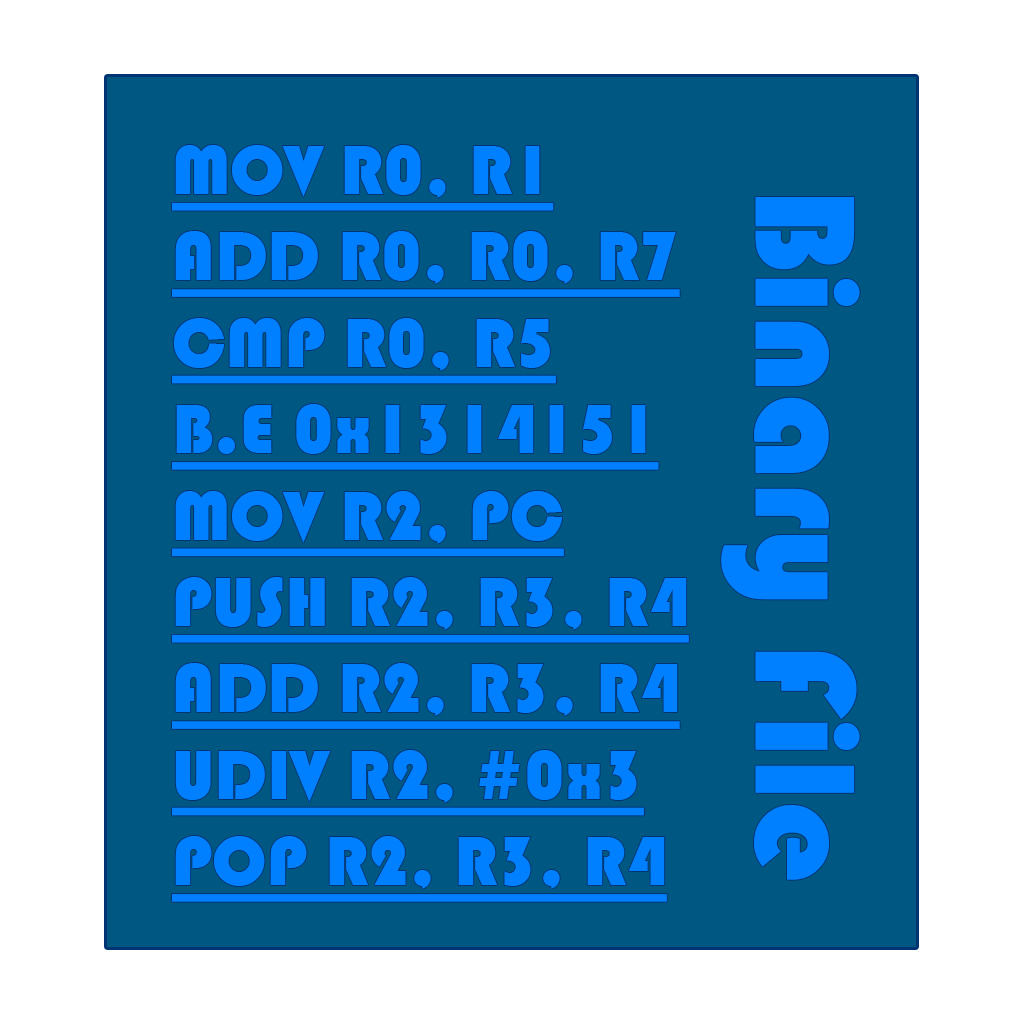 MOV R0, R1
ADD R0, R0, R7
CMP R0, R5
B.E 0x1314151
MOV R2, PC
PUSH R2, R3, R4
ADD R2, R3, R4
UDIV R2, #0x3
POP R2, R3, R4
Binary File